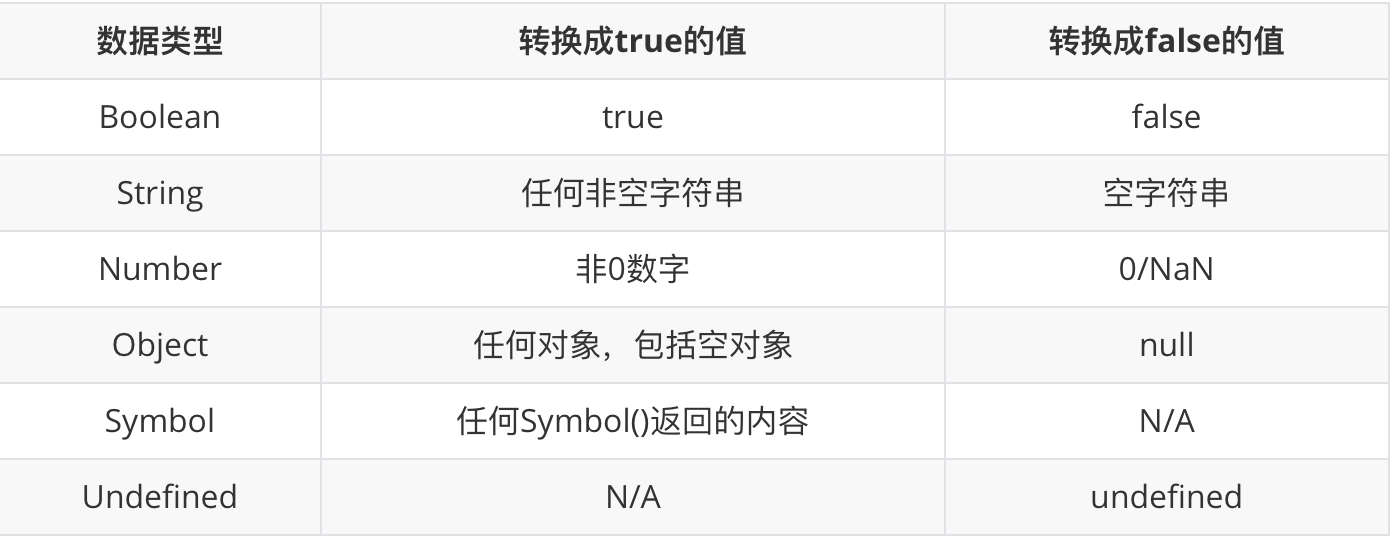 数据类型 转换成true的值 转换成false的值
Boolean true false
String 任何非空字符串 空字符串
Number 非0数字 0/NaN
Object 任何对象，包括空对象 null
Symbol 任何Symbol()返回的内容 N/A
Undefined N/A undefined